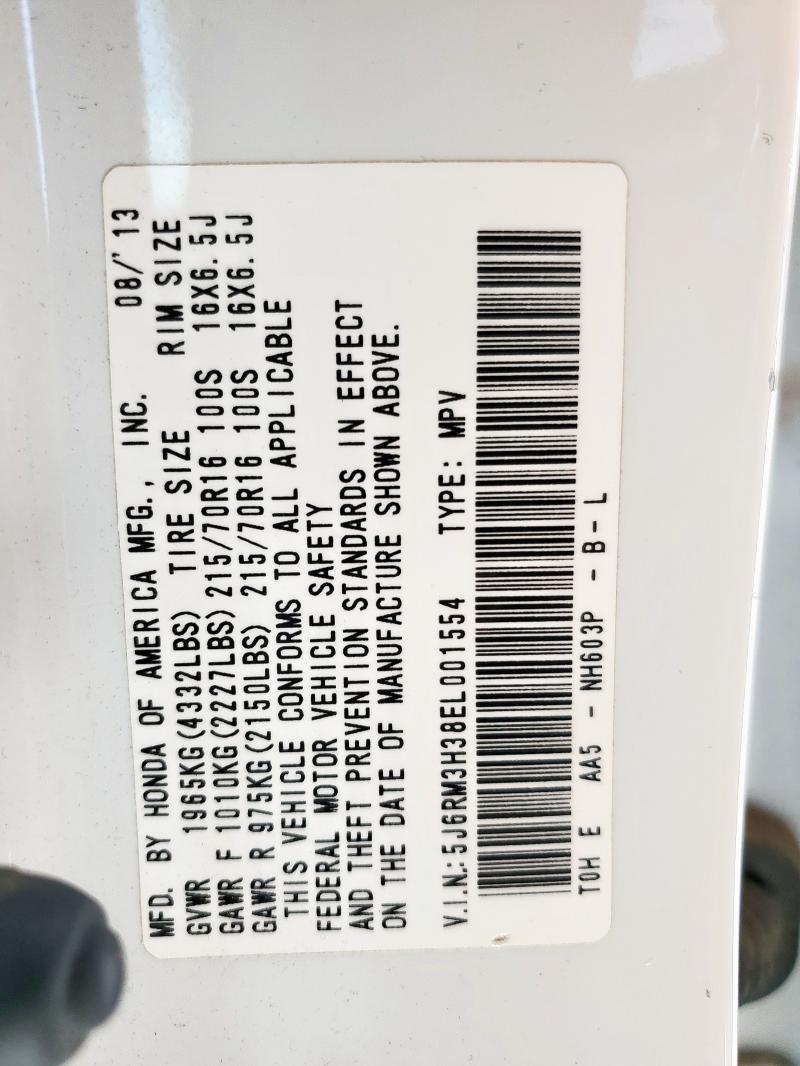 MFD. BY HONDA OF AMERICA MFG., INC. 08/'13
GVWR 1965KG(4332LBS) TIRE SIZE RIM SIZE
GAWR F 1010KG(2227LBS) 215/70R16 100S 16X6.5J
GAWR R 975KG(2150LBS) 215/70R16 100S 16X6.5J
THIS VEHICLE CONFORMS TO ALL APPLICABLE
FEDERAL MOTOR VEHICLE SAFETY
AND THEFT PREVENTION STANDARDS IN EFFECT
ON THE DATE OF MANUFACTURE SHOWN ABOVE.
V.I.N.: 5J6RM3H38EL001554 TYPE: MPV
TOH E AA5 - NH603P - B - L